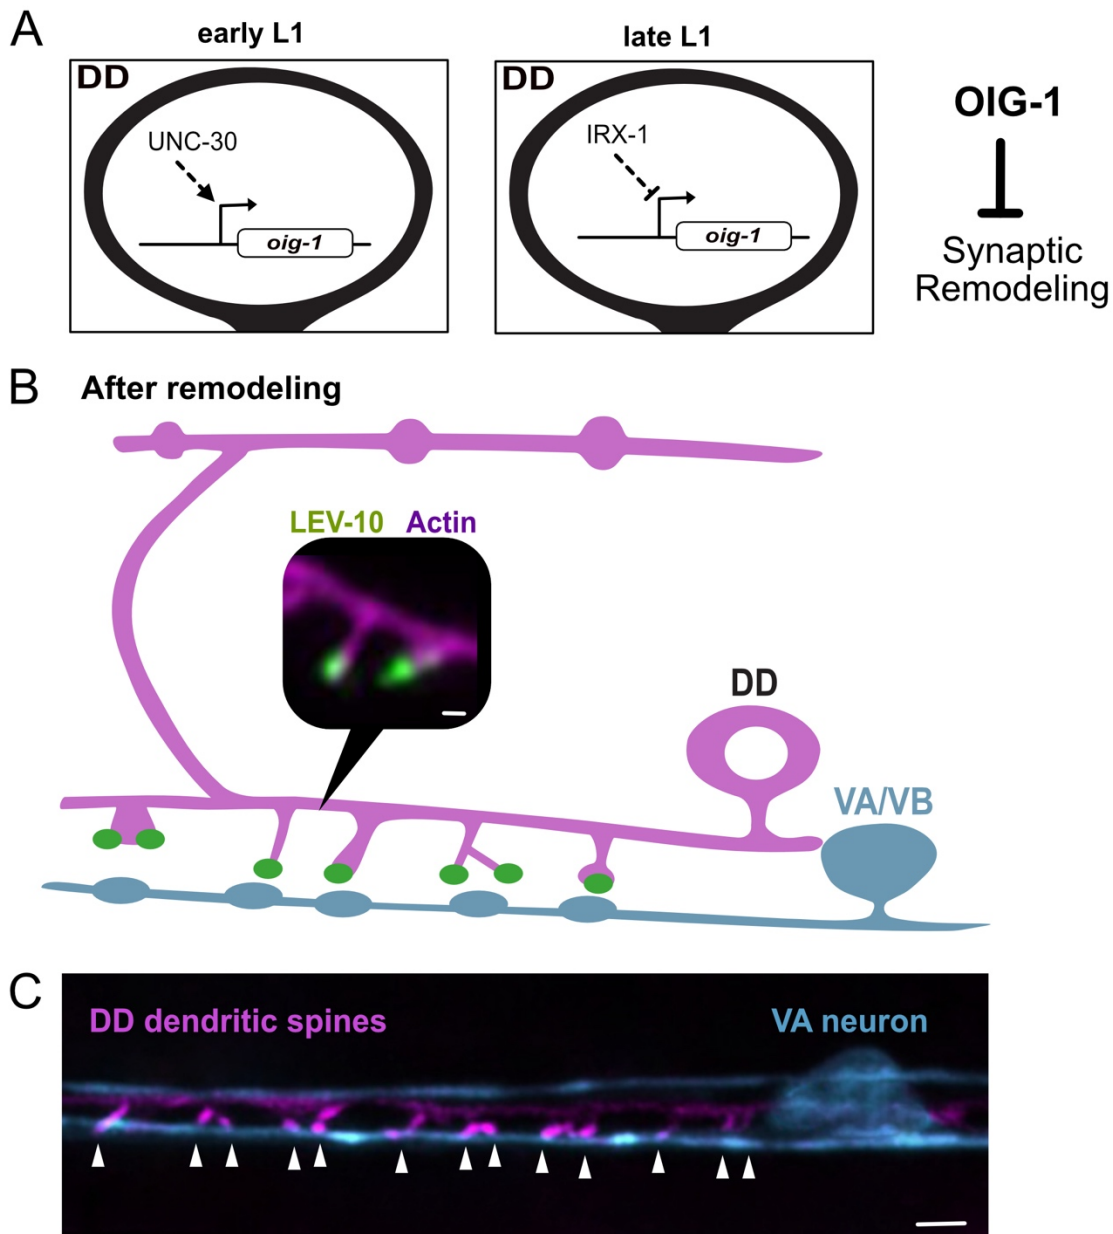 A
early L1
late L1
DD
UNC-30
oig-1
DD
IRX-1
oig-1
OIG-1
Synaptic
Remodeling
B
After remodeling
LEV-10 Actin
DD
VA/VB
C
DD dendritic spines
VA neuron